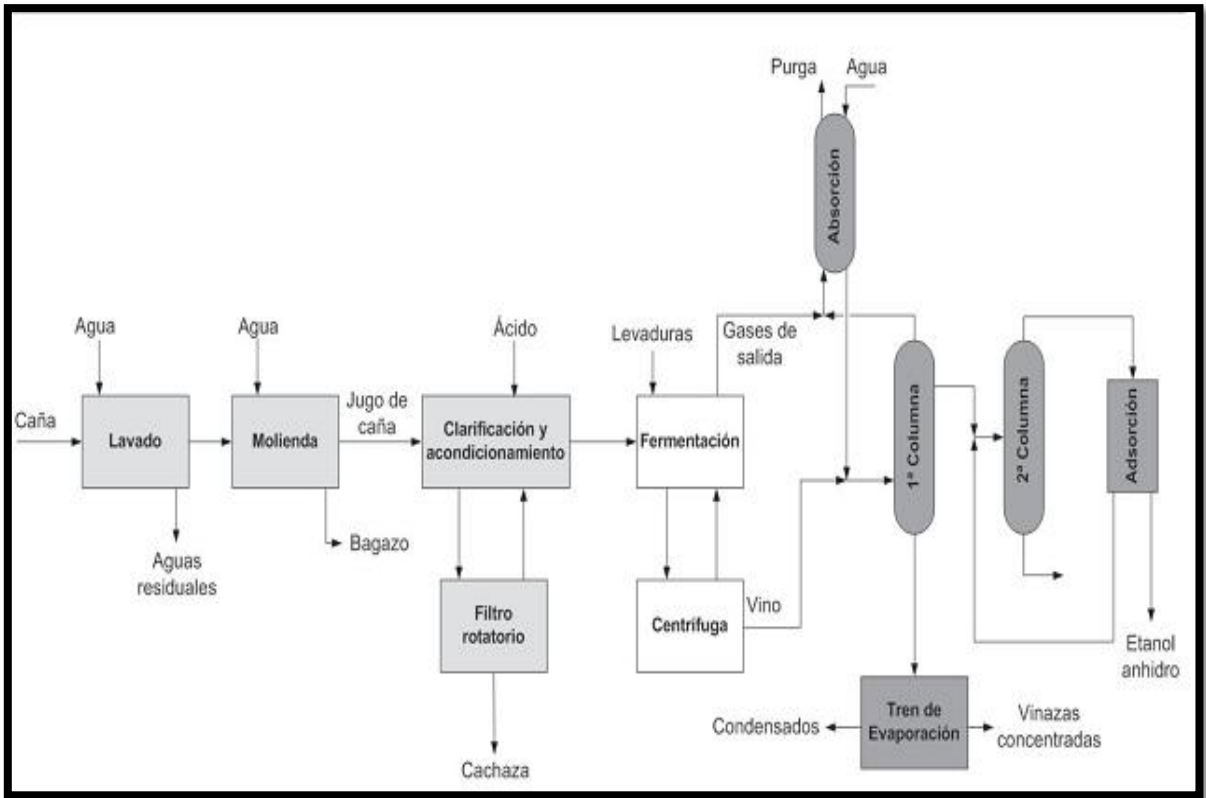 Purga
Agua
Absorción
Agua
Agua
Ácido
Levaduras
Gases de
salida
Caña
Lavado
Molienda
Jugo de
caña
Clarificación y
acondicionamiento
Fermentación
1ª Columna
2ª Columna
Adsorción
Aguas
residuales
Bagazo
Filtro
rotatorio
Centrífuga
Vino
Etanol
anhidro
Cachaza
Condensados
Tren de
Evaporación
Vinazas
concentradas